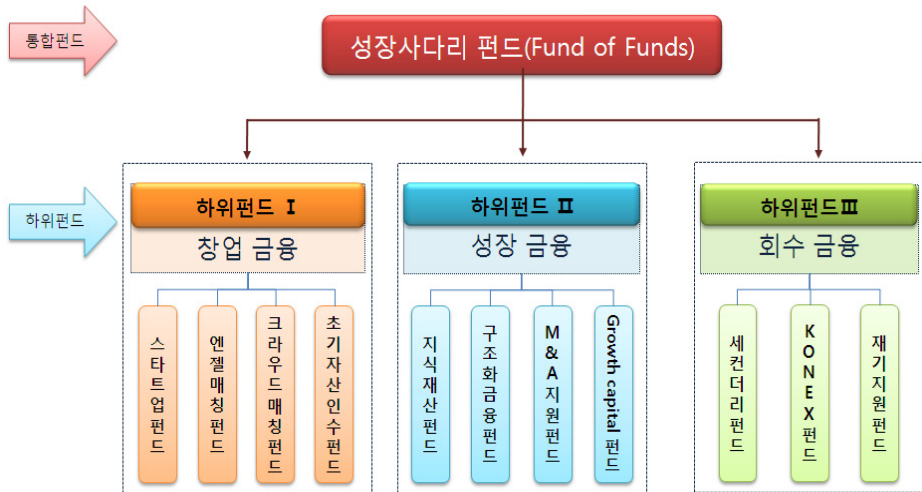 통합펀드
성장사다리 펀드(Fund of Funds)
하위펀드
하위펀드 Ⅰ
창업 금융
스타트업펀드
엔젤매칭펀드
크라우드매칭펀드
초기자산인수펀드
하위펀드 Ⅱ
성장 금융
지식재산펀드
구조화금융펀드
M&A지원펀드
Growth capital 펀드
하위펀드Ⅲ
회수 금융
세컨더리펀드
KONEX펀드
재기지원펀드